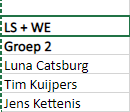 LS + WE
Groep 2
Luna Catsburg
Tim Kuijpers
Jens Kettenis